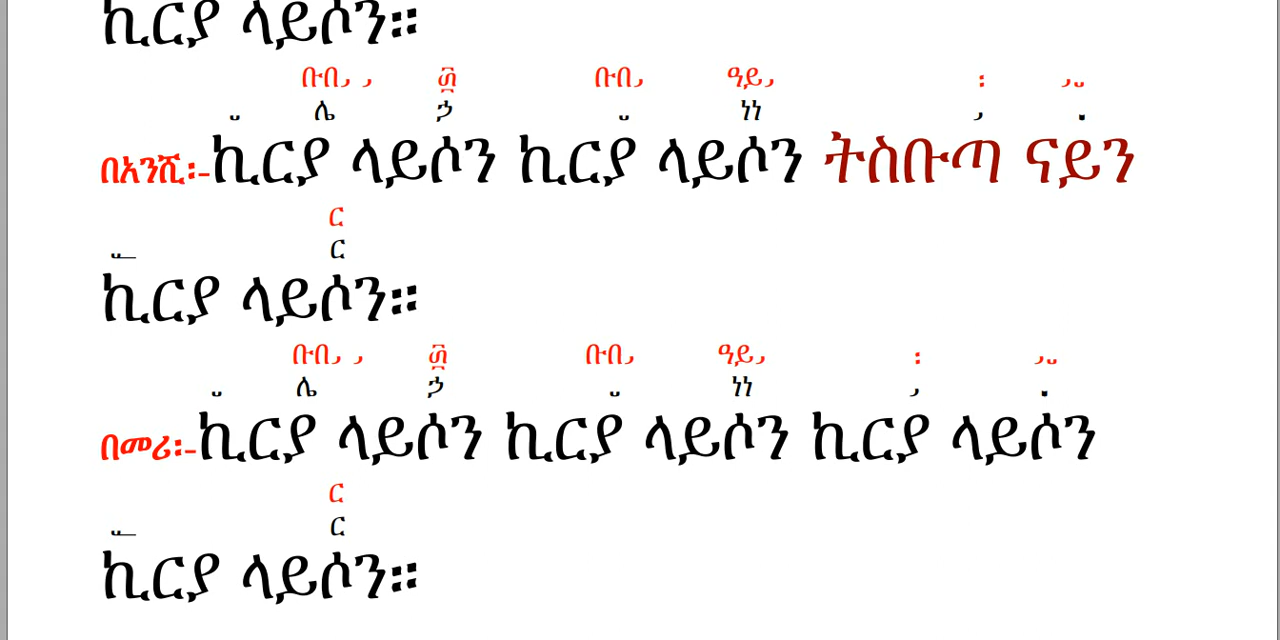 ኪርያ ላይሶን።
ቡበ ፴ ቡበ ዓይ ፡
ሌ ኃ ነነ
በአንሺ፡-ኪርያ ላይሶን ኪርያ ላይሶን ትስቡጣ ናይን
ር
ር
ኪርያ ላይሶን።
ቡበ ፴ ቡበ ዓይ ፡
ሌ ኃ ነነ
በመሪ፡-ኪርያ ላይሶን ኪርያ ላይሶን ኪርያ ላይሶን
ር
ር
ኪርያ ላይሶን።